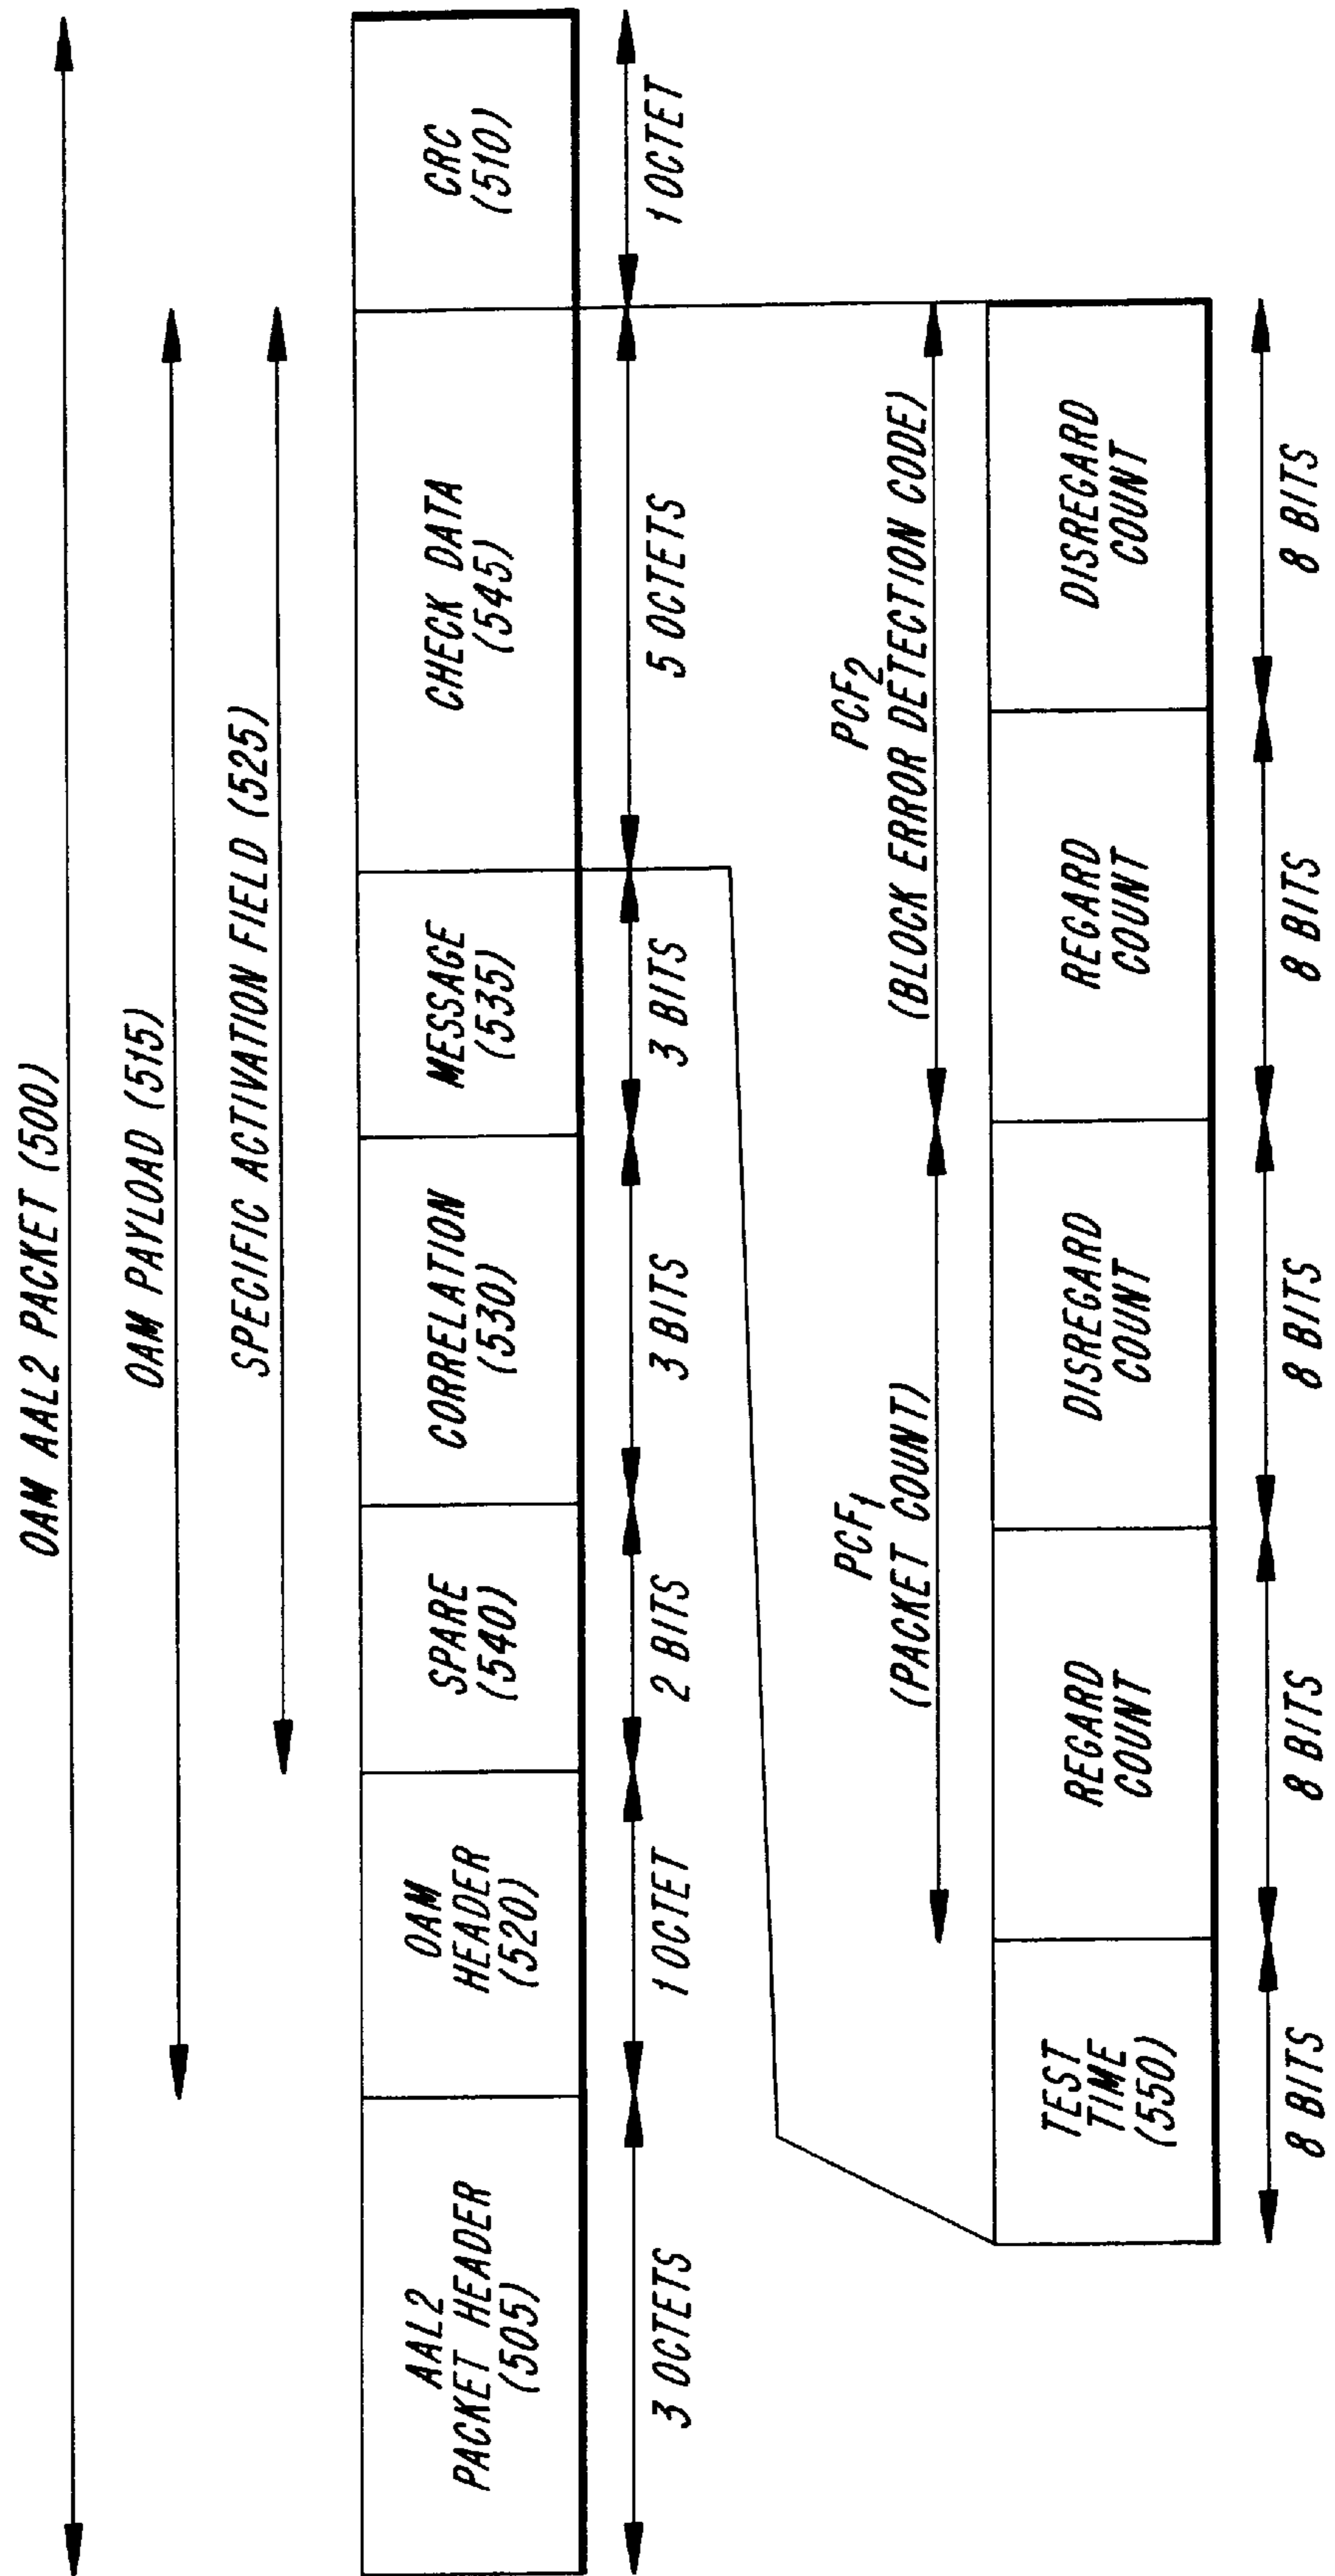 OAM AAL2 PACKET (500)
OAM PAYLOAD (515)
SPECIFIC ACTIVATION FIELD (525)
AAL2
PACKET HEADER
(505)
OAM
HEADER
(520)
SPARE
(540)
CORRELATION
(530)
MESSAGE
(535)
CHECK DATA
(545)
CRC
(510)
3 OCTETS
1 OCTET
2 BITS
3 BITS
3 BITS
5 OCTETS
1 OCTET
PCF1
(PACKET COUNT)
PCF2
(BLOCK ERROR DETECTION CODE)
TEST
TIME
(550)
REGARD
COUNT
DISREGARD
COUNT
REGARD
COUNT
DISREGARD
COUNT
8 BITS
8 BITS
8 BITS
8 BITS
8 BITS